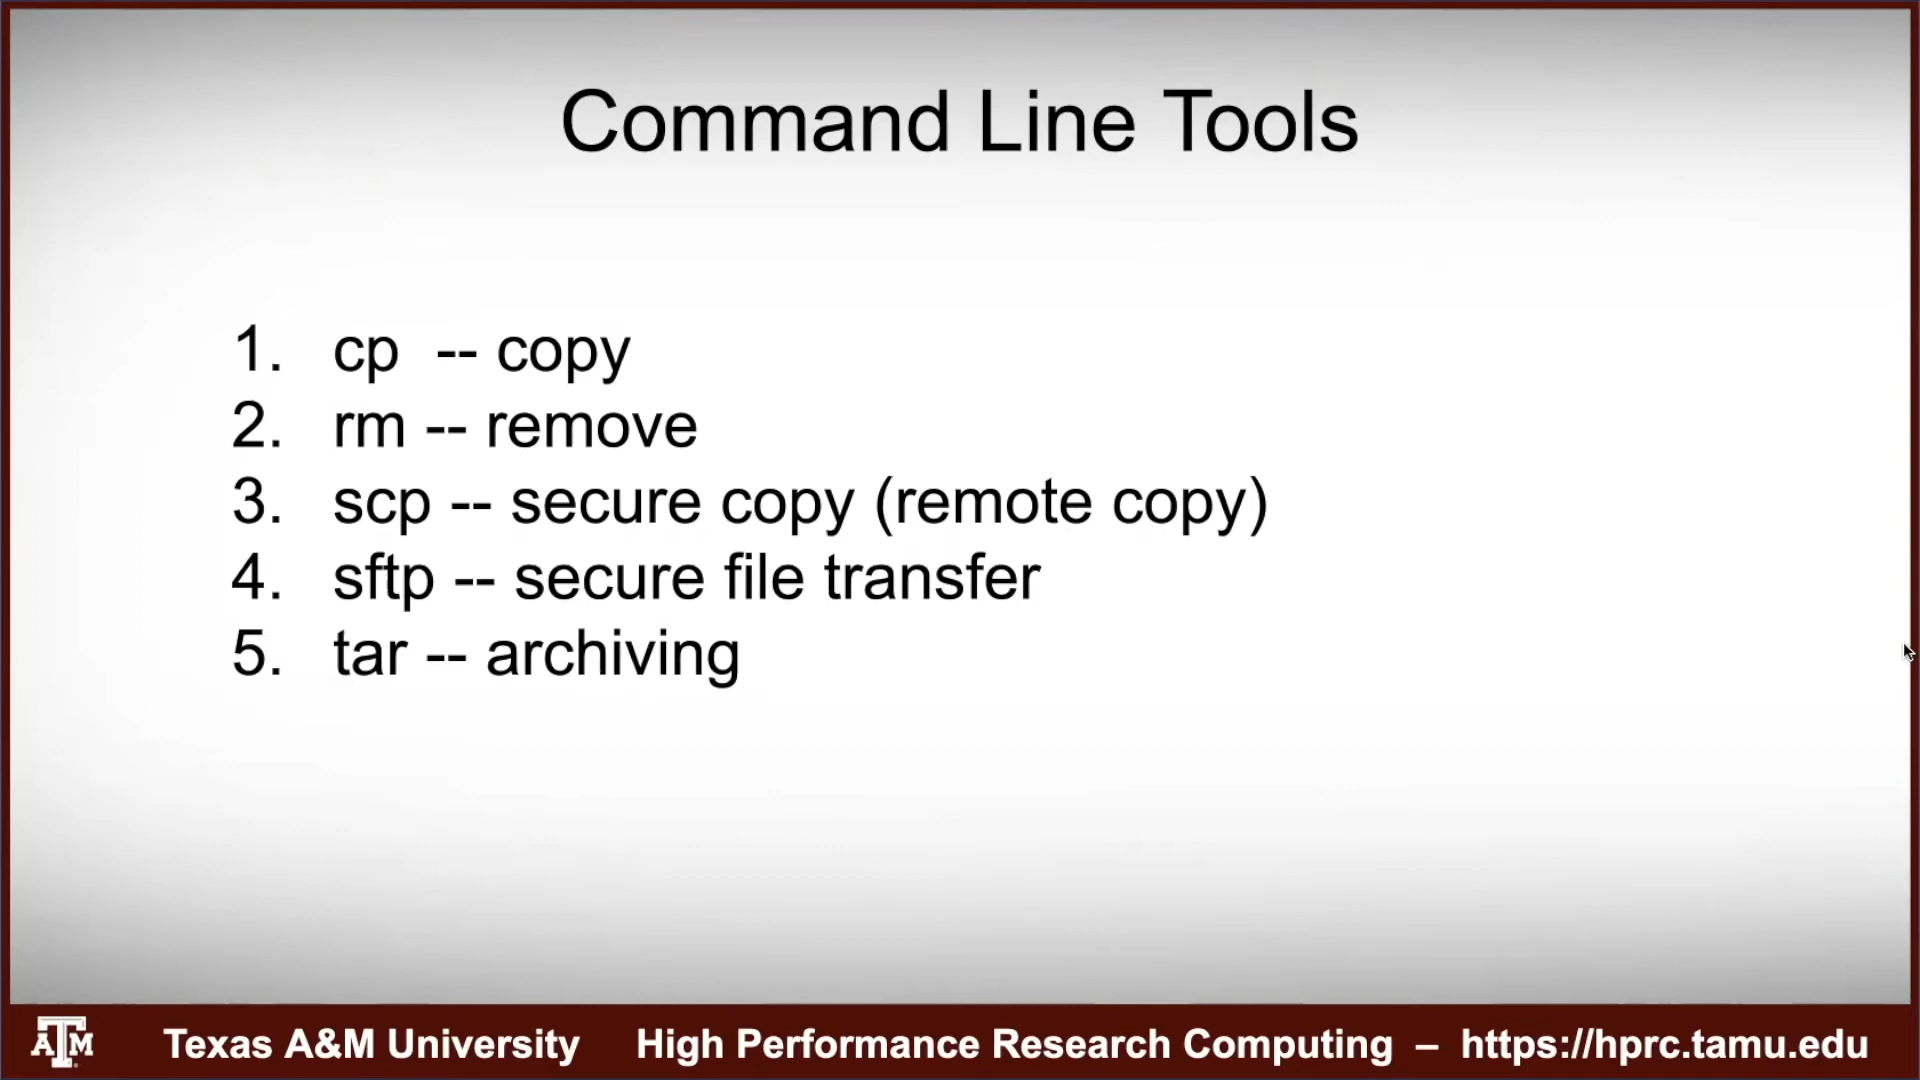 Command Line Tools
1. cp -- copy
2. rm -- remove
3. scp -- secure copy (remote copy)
4. sftp -- secure file transfer
5. tar -- archiving
ATM Texas A&M University High Performance Research Computing – https://hprc.tamu.edu